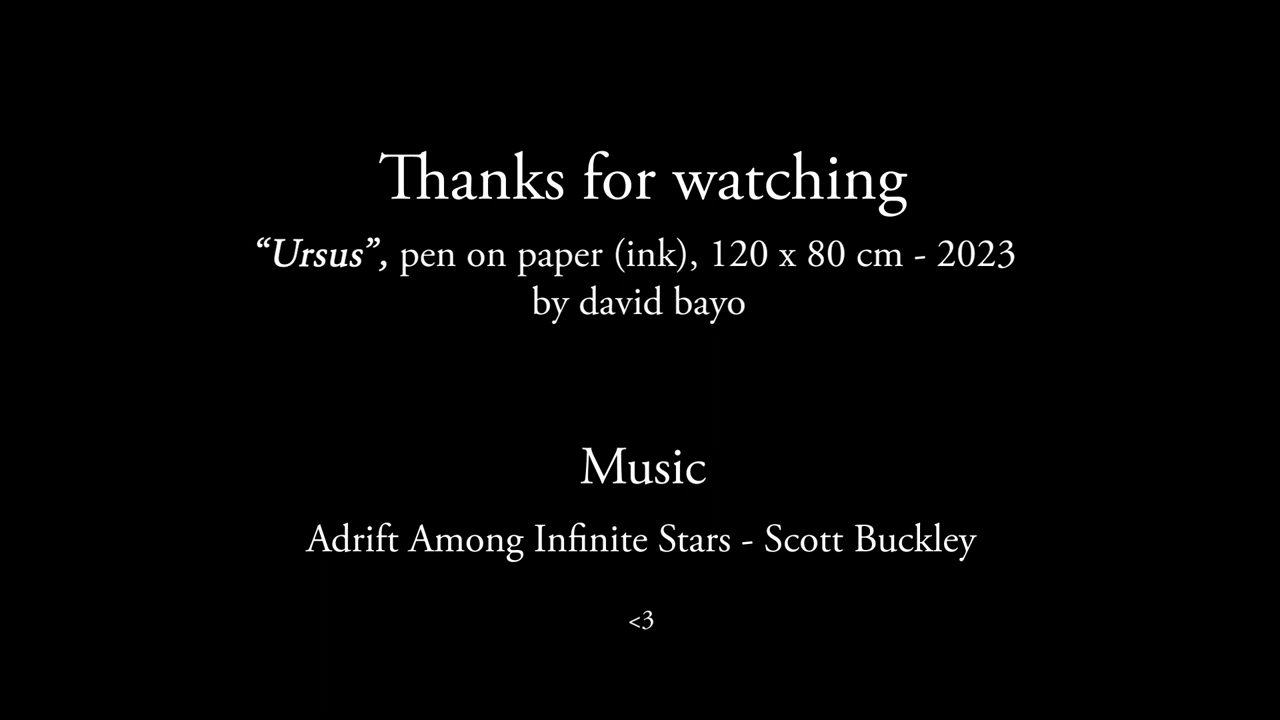 Thanks for watching
“Ursus”, pen on paper (ink), 120 x 80 cm - 2023
by david bayo
Music
Adrift Among Infinite Stars - Scott Buckley
<3